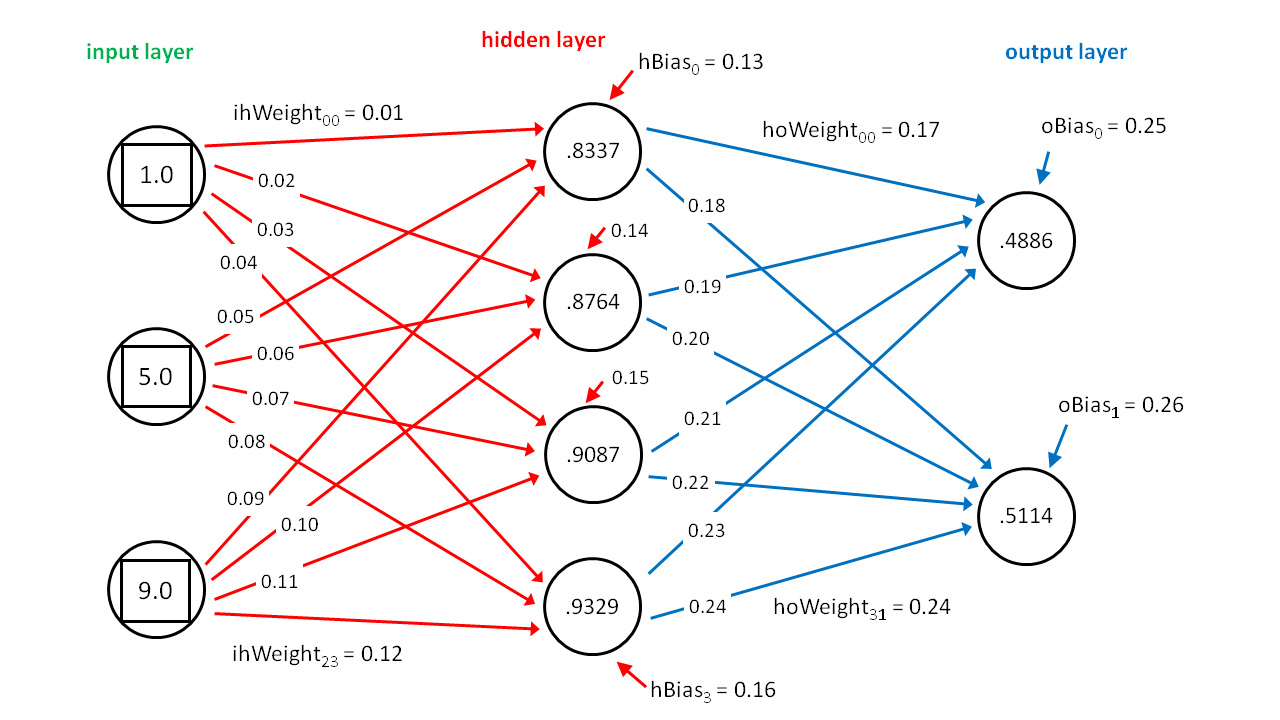 input layer
hidden layer
output layer
hBias0 = 0.13
ihWeight00 = 0.01
hoWeight00 = 0.17
oBias0 = 0.25
1.0
.8337
0.02
0.03
0.04
0.18
0.14
.4886
0.05
0.06
.8764
0.19
0.20
5.0
0.07
0.08
0.15
0.21
oBias1 = 0.26
.9087
0.22
0.09
0.10
0.23
.5114
9.0
0.11
.9329
0.24
hoWeight31 = 0.24
ihWeight23 = 0.12
hBias3 = 0.16